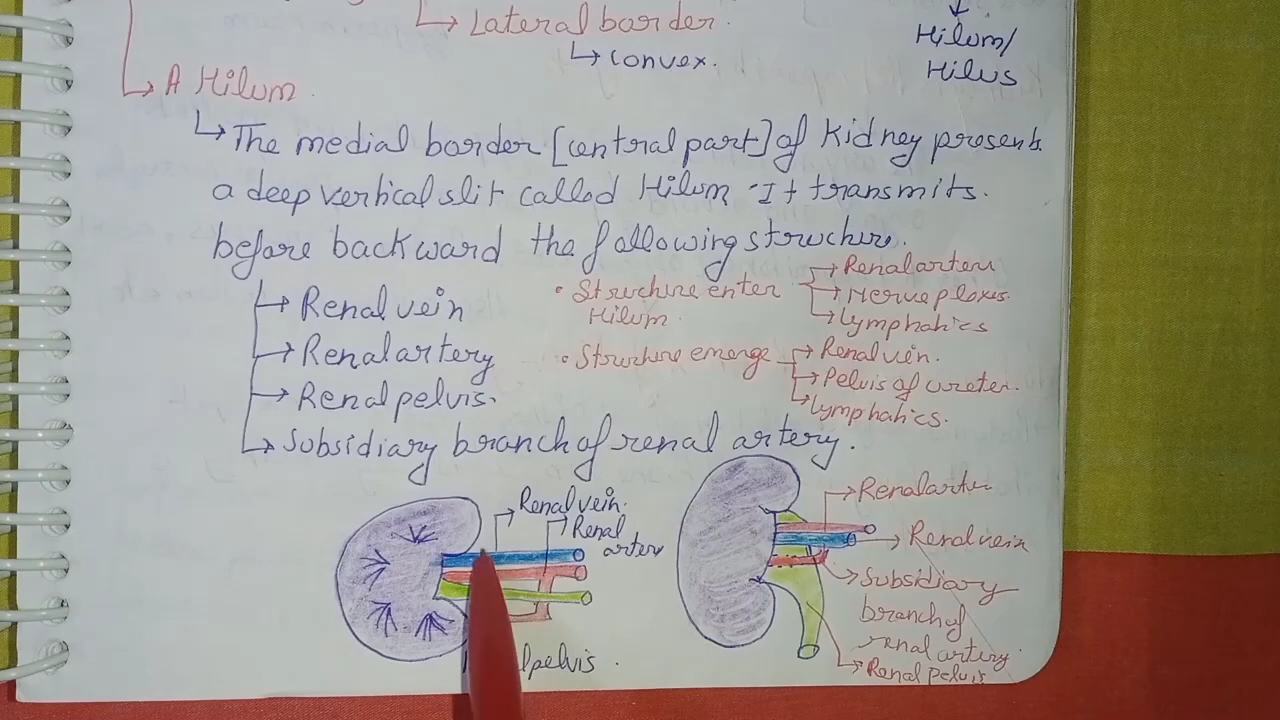 ↳ Lateral border.
↳ convex.
Hilum/
Hilus
↳ A Hilum.
↳ The medial border [central part] of kidney presents.
a deep vertical slit called Hilum. It transmits.
before backward the following structure.
→ Renal vein
→ Renal artery
→ Renal pelvis.
↳ Subsidiary branch of renal artery.
• Structure enter
Hilum.
→ Renal artery
→ Nerve plexus.
↳ Lymphatics
• Structure emerge
→ Renal vein.
→ Pelvis of ureter.
↳ Lymphatics.
→ Renal vein.
→ Renal
artery
lpelvis.
→ Renal artery
→ Renal vein
→ Subsidiary
branch of
renal artery.
→ Renal pelvis